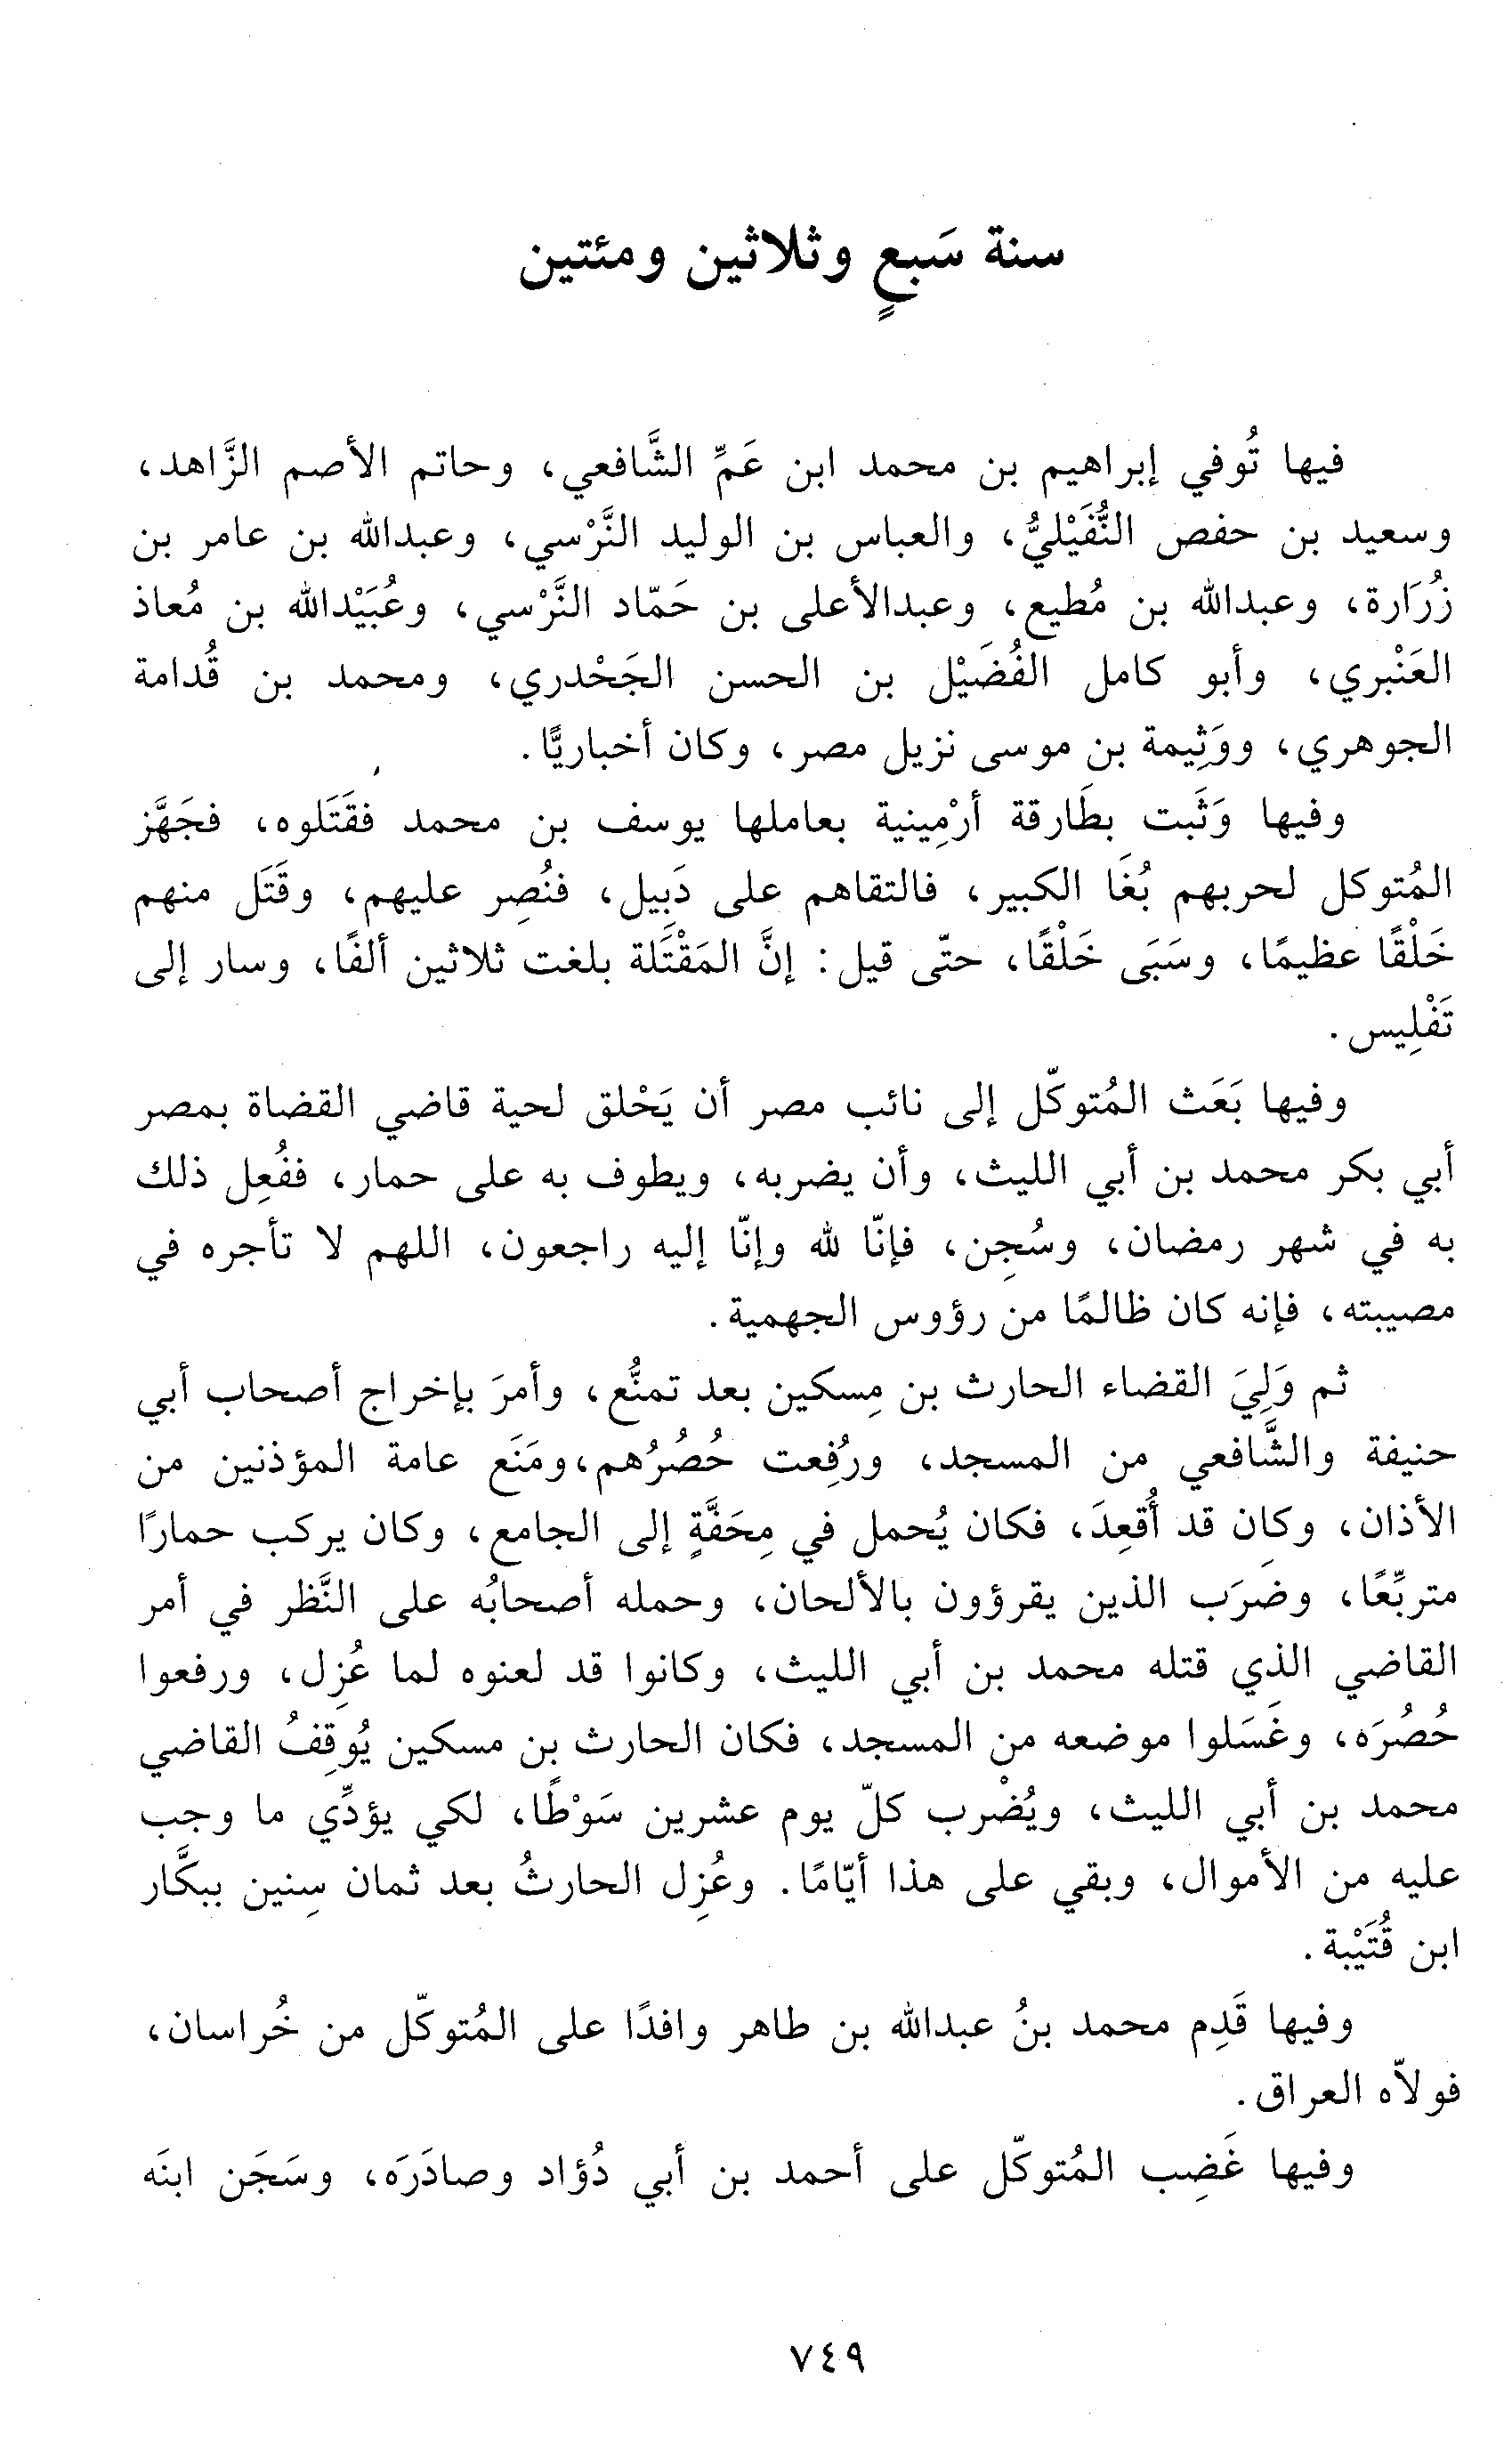 سنة سَبعٍ وثلاثين ومئتين
فيها تُوفي إبراهيم بن محمد ابن عَمِّ الشَّافعي، وحاتم الأصم الزَّاهد،
وسعيد بن حفص النُّفَيْليُّ، والعباس بن الوليد النَّرْسي، وعبدالله بن عامر بن
زُرَارة، وعبدالله بن مُطيع، وعبدالأعلى بن حَمّاد النَّرْسي، وعُبَيْدالله بن مُعاذ
العَنْبري، وأبو كامل الفُضَيْل بن الحسن الجَحْدري، ومحمد بن قُدامة
الجوهري، ووَثِيمة بن موسى نزيل مصر، وكان أخباريًّا.
وفيها وَثَبت بطَارقة أرْمِينية بعاملها يوسف بن محمد فقَتَلوه، فجَهَّز
المُتوكل لحربهم بُغَا الكبير، فالتقاهم على دَبِيل، فنُصِر عليهم، وقَتَل منهم
خَلْقًا عظيمًا، وسَبَى خَلْقًا، حتّى قيل: إنَّ المَقْتَلة بلغت ثلاثين ألفًا، وسار إلى
تَفْلِيس.
وفيها بَعَث المُتوكّل إلى نائب مصر أن يَحْلق لحية قاضي القضاة بمصر
أبي بكر محمد بن أبي الليث، وأن يضربه، ويطوف به على حمار، ففُعِل ذلك
به في شهر رمضان، وسُجِن، فإنّا لله وإنّا إليه راجعون، اللهم لا تأجره في
مصيبته، فإنه كان ظالمًا من رؤوس الجهمية.
ثم وَلِيَ القضاء الحارث بن مِسكين بعد تمنُّع، وأمرَ بإخراج أصحاب أبي
حنيفة والشَّافعي من المسجد، ورُفِعت حُصُرُهم،ومَنَع عامة المؤذنين من
الأذان، وكان قد أُقعِدَ، فكان يُحمل في مِحَفَّةٍ إلى الجامع، وكان يركب حمارًا
متربِّعًا، وضَرَب الذين يقرؤون بالألحان، وحمله أصحابُه على النَّظر في أمر
القاضي الذي قتله محمد بن أبي الليث، وكانوا قد لعنوه لما عُزِل، ورفعوا
حُصُرَه، وغَسَلوا موضعه من المسجد، فكان الحارث بن مسكين يُوقِفُ القاضي
محمد بن أبي الليث، ويُضْرب كلّ يوم عشرين سَوْطًا، لكي يؤدِّي ما وجب
عليه من الأموال، وبقي على هذا أيّامًا. وعُزِل الحارثُ بعد ثمان سِنين ببكَّار
ابن قُتَيْبة.
وفيها قَدِم محمد بنُ عبدالله بن طاهر وافدًا على المُتوكّل من خُراسان،
فولاّه العراق.
وفيها غَضِب المُتوكّل على أحمد بن أبي دُؤاد وصادَرَه، وسَجَن ابنَه
٧٤٩